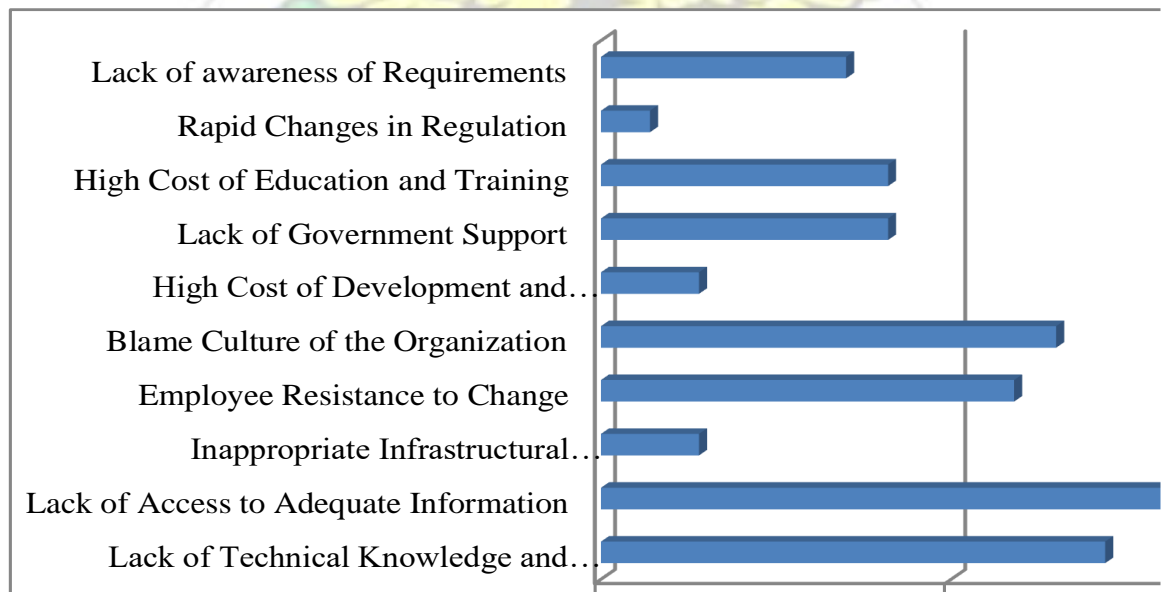 Lack of awareness of Requirements
Rapid Changes in Regulation
High Cost of Education and Training
Lack of Government Support
High Cost of Development and…
Blame Culture of the Organization
Employee Resistance to Change
Inappropriate Infrastructural…
Lack of Access to Adequate Information
Lack of Technical Knowledge and…